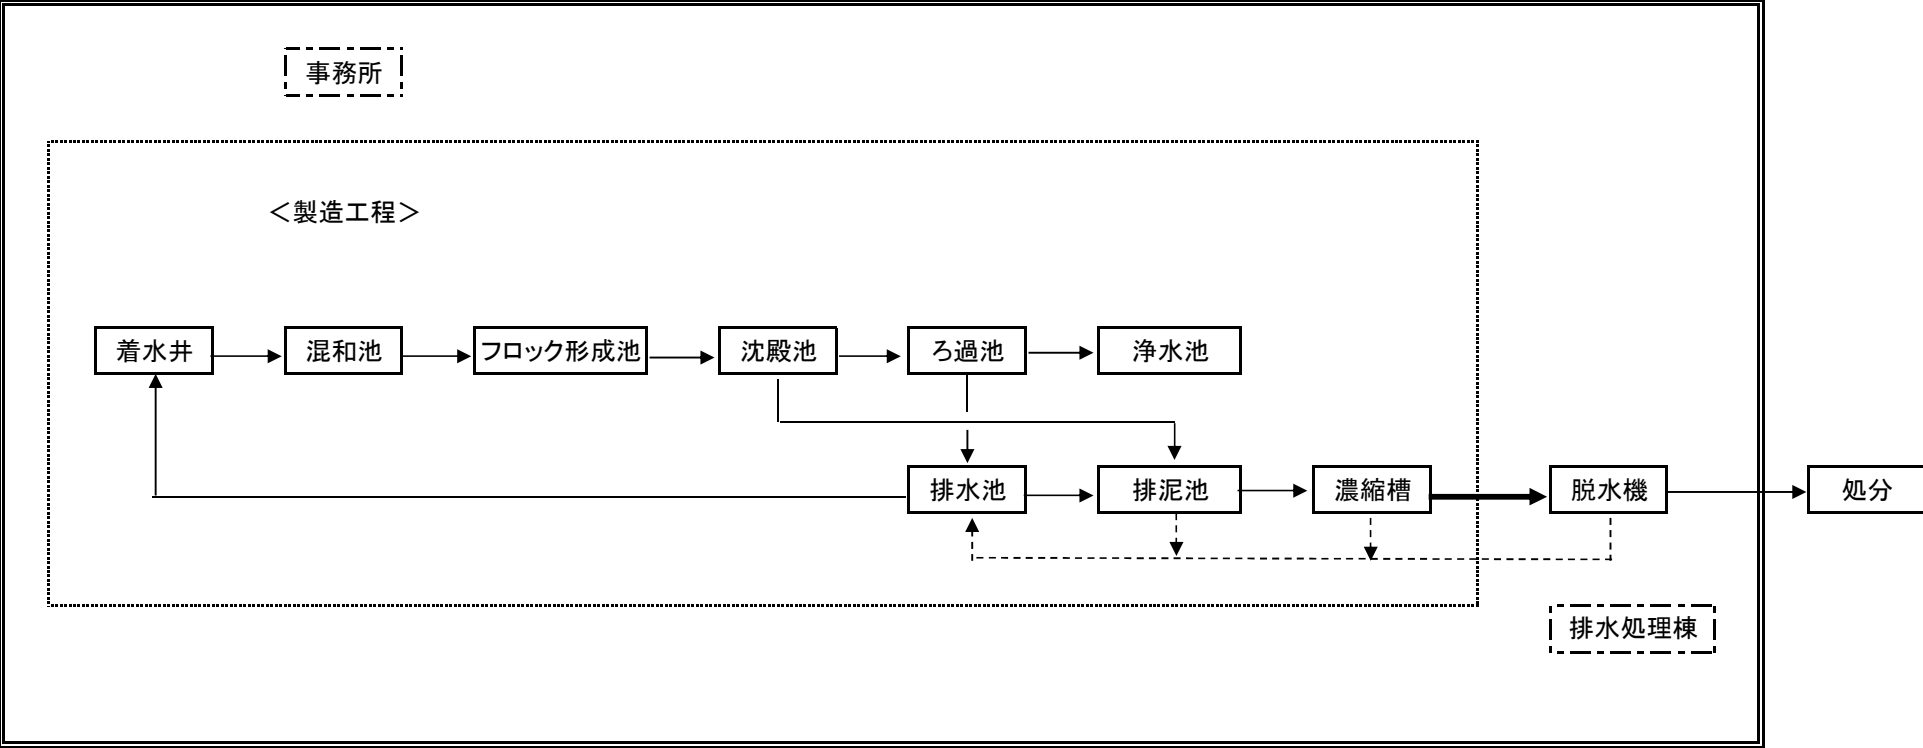 事務所
＜製造工程＞
着水井
混和池
フロック形成池
沈殿池
ろ過池
浄水池
排水池
排泥池
濃縮槽
脱水機
処分
排水処理棟